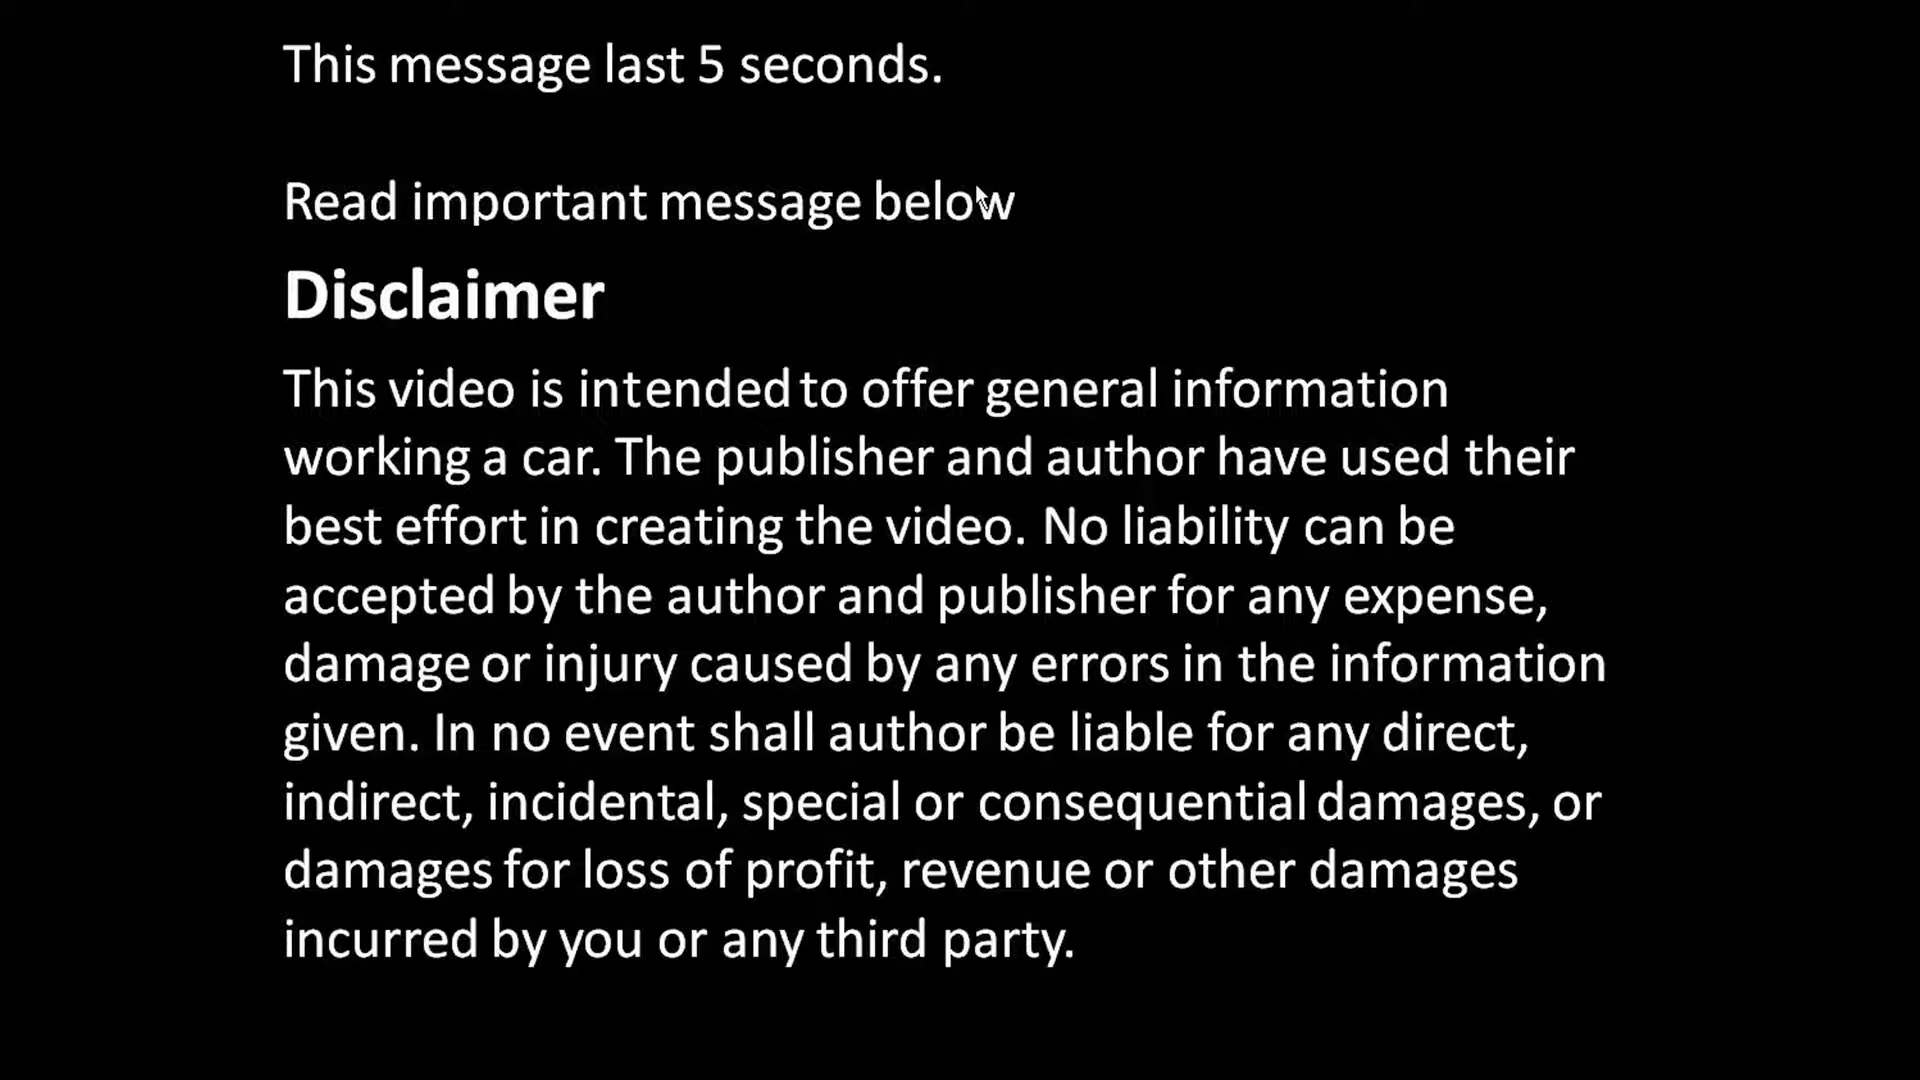 This message last 5 seconds.
Read important message below
Disclaimer
This video is intended to offer general information
working a car. The publisher and author have used their
best effort in creating the video. No liability can be
accepted by the author and publisher for any expense,
damage or injury caused by any errors in the information
given. In no event shall author be liable for any direct,
indirect, incidental, special or consequential damages, or
damages for loss of profit, revenue or other damages
incurred by you or any third party.